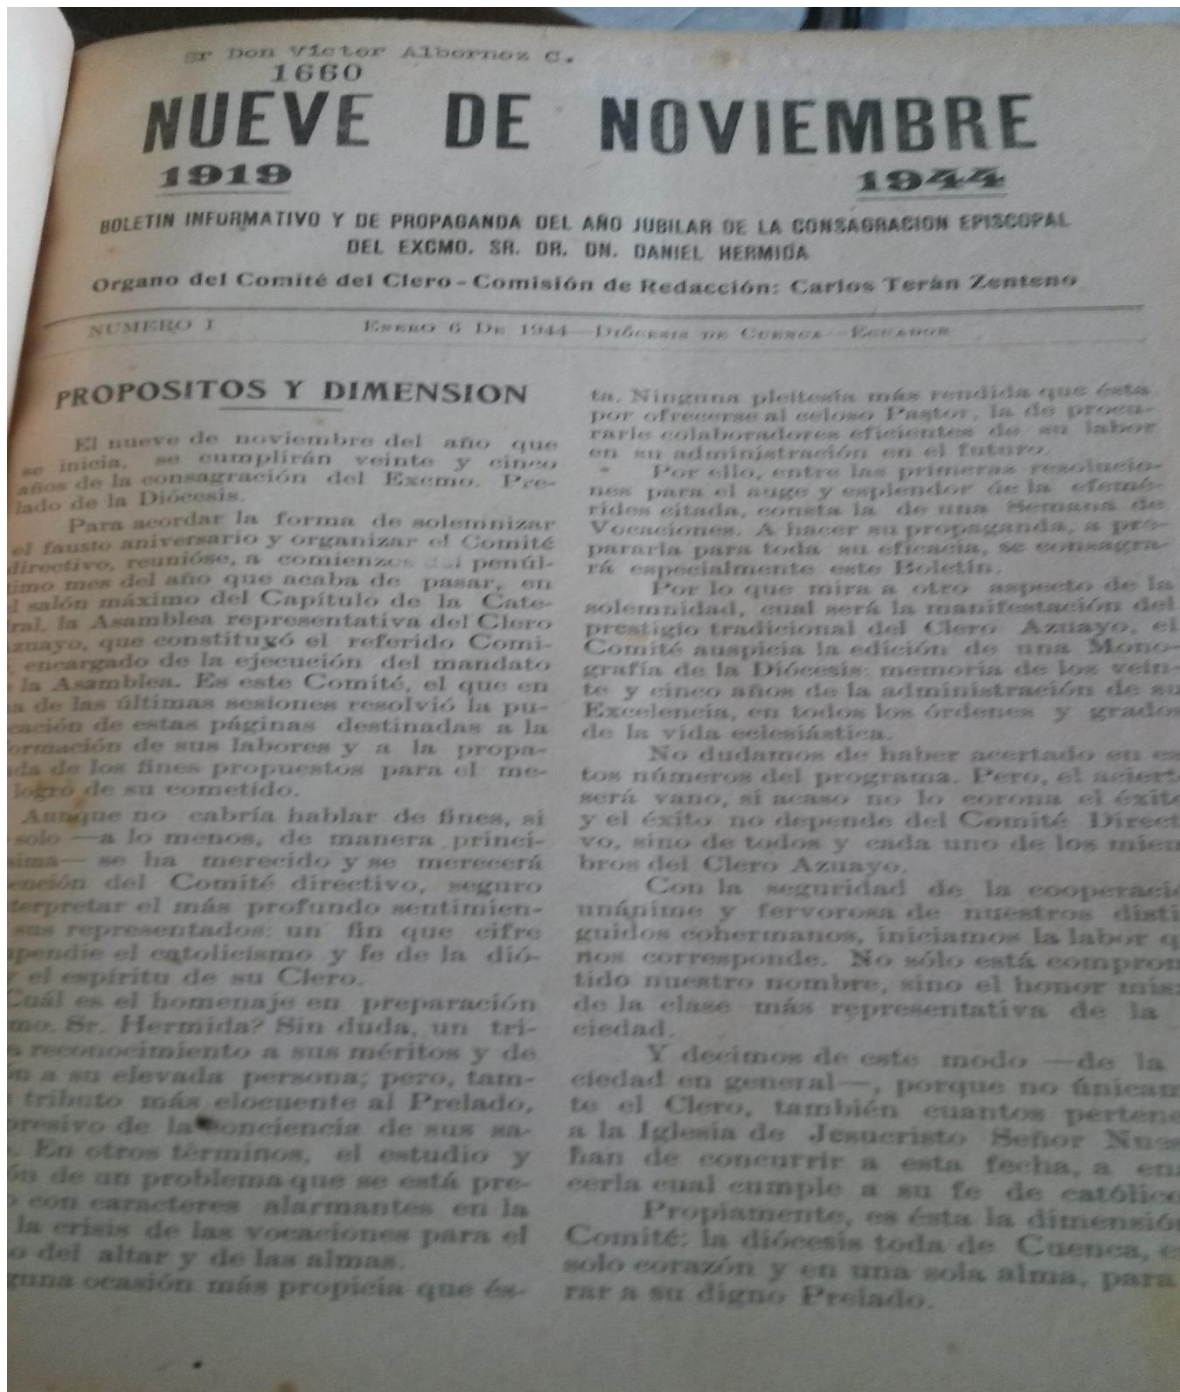 sr Don Víctor Albornoz C.
1660
NUEVE DE NOVIEMBRE
1919 1944
BOLETIN INFORMATIVO Y DE PROPAGANDA DEL AÑO JUBILAR DE LA CONSAGRACION EPISCOPAL
DEL EXCMO. SR. DR. DN. DANIEL HERMIDA
Organo del Comité del Clero - Comisión de Redacción: Carlos Terán Zenteno
NUMERO I ENERO 6 DE 1944—DIÓCESIS DE CUENCA—ECUADOR
PROPOSITOS Y DIMENSION
El nueve de noviembre del año que
se inicia, se cumplirán veinte y cinco
años de la consagración del Excmo. Pre-
lado de la Diócesis.
Para acordar la forma de solemnizar
el fausto aniversario y organizar el Comité
directivo, reunióse, a comienzos del penúl-
timo mes del año que acaba de pasar, en
l salón máximo del Capítulo de la Cate-
ral, la Asamblea representativa del Clero
zuayo, que constituyó el referido Comi-
encargado de la ejecución del mandato
la Asamblea. Es este Comité, el que en
a de las últimas sesiones resolvió la pu-
cación de estas páginas destinadas a la
ormación de sus labores y a la propa-
da de los fines propuestos para el me-
logro de su cometido.
Aunque no cabría hablar de fines, si
solo —a lo menos, de manera princi-
sima— se ha merecido y se merecerá
ención del Comité directivo, seguro
terpretar el más profundo sentimien-
sus representados: un fin que cifre
pendie el catolicismo y fe de la dió-
y el espíritu de su Clero.
Cuál es el homenaje en preparación
mo. Sr. Hermida? Sin duda, un tri-
reconocimiento a sus méritos y de
n a su elevada persona; pero, tam-
tributo más elocuente al Prelado,
presivo de la conciencia de sus sa-
. En otros términos, el estudio y
ón de un problema que se está pre-
o con caracteres alarmantes en la
la crisis de las vocaciones para el
o del altar y de las almas.
guna ocasión más propicia que és-
ta. Ninguna pleitesía más rendida que ésta
por ofrecerse al celoso Pastor, la de procu-
rarle colaboradores eficientes de su labor
en su administración en el futuro.
Por ello, entre las primeras resolucio-
nes para el auge y esplendor de la efemé-
rides citada, consta la de una Semana de
Vocaciones. A hacer su propaganda, a pre-
pararla para toda su eficacia, se consagra-
rá especialmente este Boletín.
Por lo que mira a otro aspecto de la
solemnidad, cual será la manifestación del
prestigio tradicional del Clero Azuayo, el
Comité auspicia la edición de una Mono-
grafía de la Diócesis: memoria de los vein-
te y cinco años de la administración de su
Excelencia, en todos los órdenes y grados
de la vida eclesiástica.
No dudamos de haber acertado en es
tos números del programa. Pero, el aciert
será vano, si acaso no lo corona el éxito
y el éxito no depende del Comité Direct
vo, sino de todos y cada uno de los miem
bros del Clero Azuayo.
Con la seguridad de la cooperació
unánime y fervorosa de nuestros disti
guidos cohermanos, iniciamos la labor q
nos corresponde. No sólo está comprom
tido nuestro nombre, sino el honor mis
de la clase más representativa de la
ciedad.
Y decimos de este modo —de la
ciedad en general—, porque no únicam
te el Clero, también cuantos pertene
a la Iglesia de Jesucristo Señor Nues
han de concurrir a esta fecha, a ena
cerla cual cumple a su fe de católico
Propiamente, es ésta la dimensión
Comité: la diócesis toda de Cuenca, e
solo corazón y en una sola alma, para
rar a su digno Prelado.